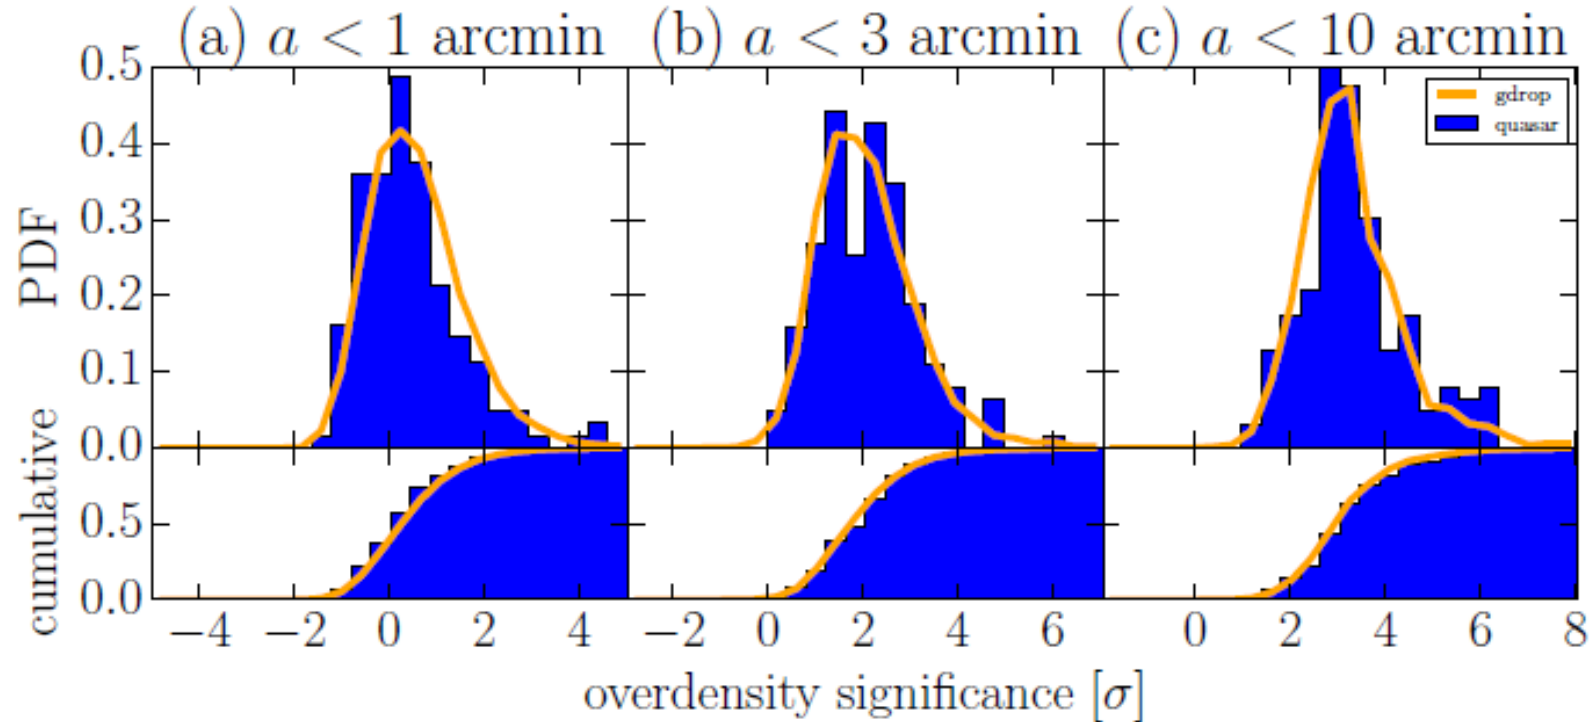 (a) a < 1 arcmin (b) a < 3 arcmin (c) a < 10 arcmin
gdrop
quasar
PDF
0.5
0.4
0.3
0.2
0.1
0.0
cumulative
0.5
0.0
−4 −2 0 2 4 −2 0 2 4 6 0 2 4 6 8
overdensity significance [σ]